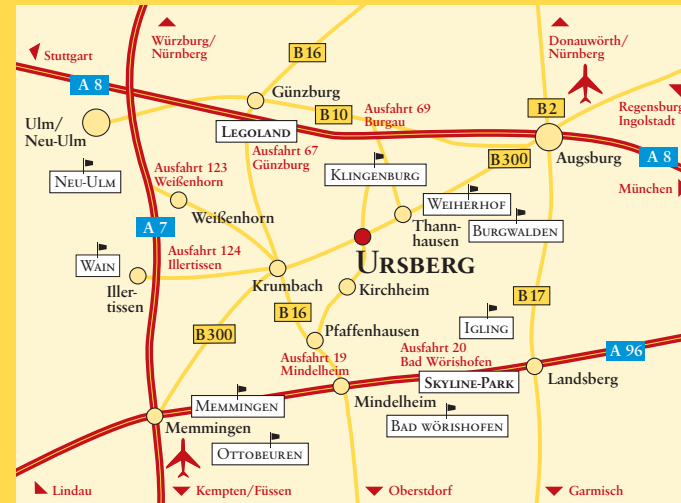 Würzburg/
Nürnberg
Donauwörth/
Nürnberg
Stuttgart
B 16
A 8
Günzburg
B 10
Ausfahrt 69
Burgau
B 2
Regensburg
Ingolstadt
Ulm/
Neu-Ulm
LEGOLAND
Ausfahrt 67
Günzburg
B 300
Augsburg
A 8
Ausfahrt 123
Weißenhorn
NEU-ULM
KLINGENBURG
München
Weißenhorn
WEIHERHOF
Thann-
hausen
BURGWALDEN
A 7
Ausfahrt 124
Illertissen
WAIN
URSBERG
Iller-
tissen
Krumbach
Kirchheim
B 16
B 17
B 300
Pfaffenhausen
IGLING
Ausfahrt 19
Mindelheim
Ausfahrt 20
Bad Wörishofen
A 96
SKYLINE-PARK
Landsberg
MEMMINGEN
Mindelheim
Memmingen
BAD WÖRISHOFEN
OTTOBEUREN
Lindau
Kempten/Füssen
Oberstdorf
Garmisch